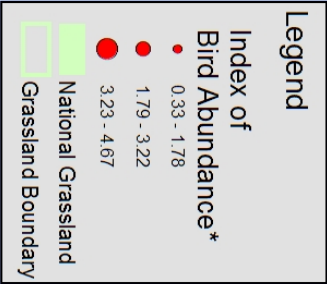 Legend
Index of
Bird Abundance*
0.33 - 1.78
1.79 - 3.22
3.23 - 4.67
National Grassland
Grassland Boundary